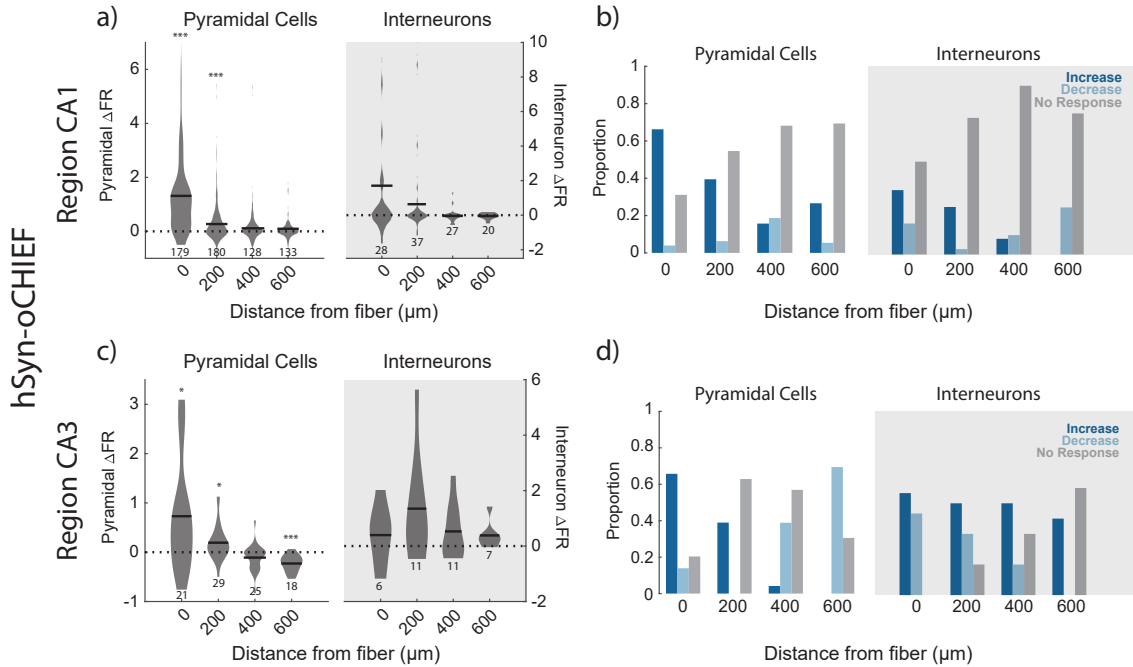 hSyn-oCHIEF
Region CA1
a)
Pyramidal Cells
Interneurons
Pyramidal ΔFR
6
4
2
0
***
***
179
180
128
133
0
200
400
600
28
37
27
20
0
200
400
600
10
8
6
4
2
0
-2
Interneuron ΔFR
Distance from fiber (µm)
b)
Pyramidal Cells
Interneurons
Proportion
1
0.8
0.6
0.4
0.2
0
0
200
400
600
Increase
Decrease
No Response
0
200
400
600
Distance from fiber (µm)
Region CA3
c)
Pyramidal Cells
Interneurons
Pyramidal ΔFR
3
2
1
0
-1
*
*
***
21
29
25
18
0
200
400
600
6
11
11
7
0
200
400
600
6
4
2
0
-2
Interneuron ΔFR
Distance from fiber (µm)
d)
Pyramidal Cells
Interneurons
Proportion
1
0.8
0.6
0.4
0.2
0
0
200
400
600
Increase
Decrease
No Response
0
200
400
600
Distance from fiber (µm)